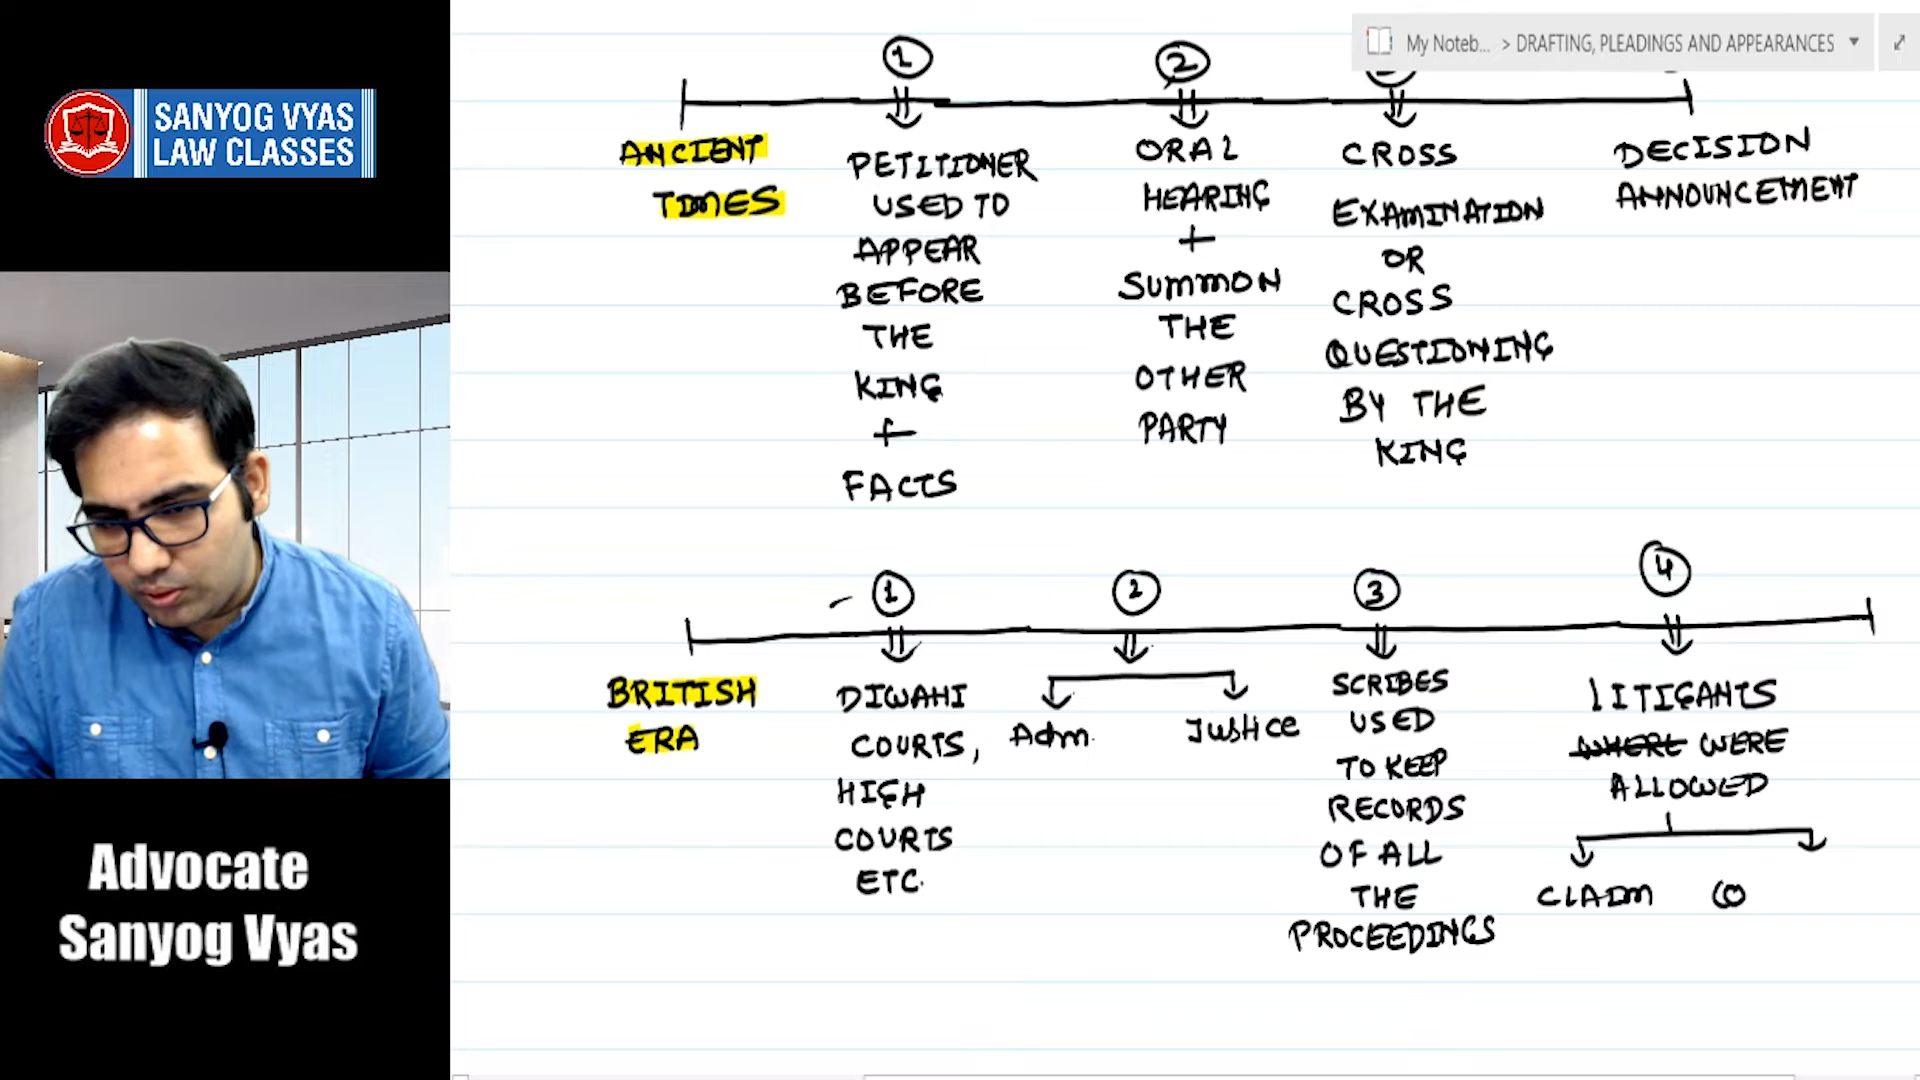 SANYOG VYAS
LAW CLASSES
Advocate
Sanyog Vyas
My Noteb... > DRAFTING, PLEADINGS AND APPEARANCES
1
2
ANCIENT
TIMES
PETITIONER
USED TO
APPEAR
BEFORE
THE
KING
+
FACTS
ORAL
HEARING
+
SUMMON
THE
OTHER
PARTY
CROSS
EXAMINATION
OR
CROSS
QUESTIONING
BY THE
KING
DECISION
ANNOUNCEMENT
1
2
3
4
BRITISH
ERA
DIWANI
COURTS,
HIGH
COURTS
ETC.
Adm.
Justice
SCRIBES
USED
TO KEEP
RECORDS
OF ALL
THE
PROCEEDINGS
LITIGANTS
WHERE WERE
ALLOWED
CLAIM
CO